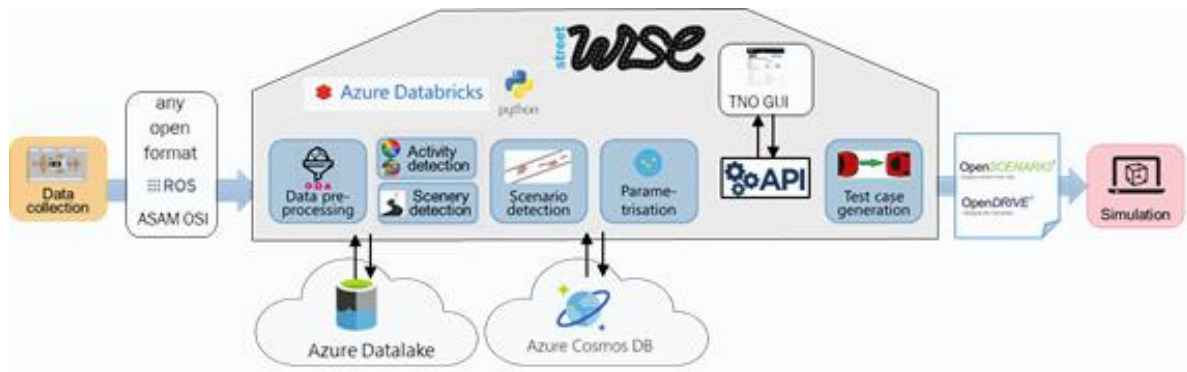 street
WISE
Azure Databricks
python
TNO GUI
any
open
format
ROS
ASAM OSI
Data
collection
ODA
Data pre-
processing
Activity
detection
Scenery
detection
Scenario
detection
Parame-
trisation
API
Test case
generation
OpenSCENARIO
OpenDRIVE
Simulation
Azure Datalake
Azure Cosmos DB